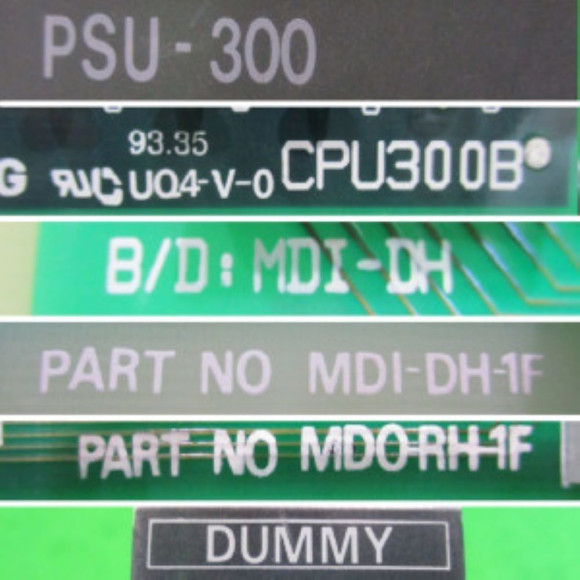 PSU-300
93.35
G UQ4-V-0 CPU300B
B/D:MDI-DH
PART NO MDI-DH-1F
PART NO MDO-RH-1F
DUMMY